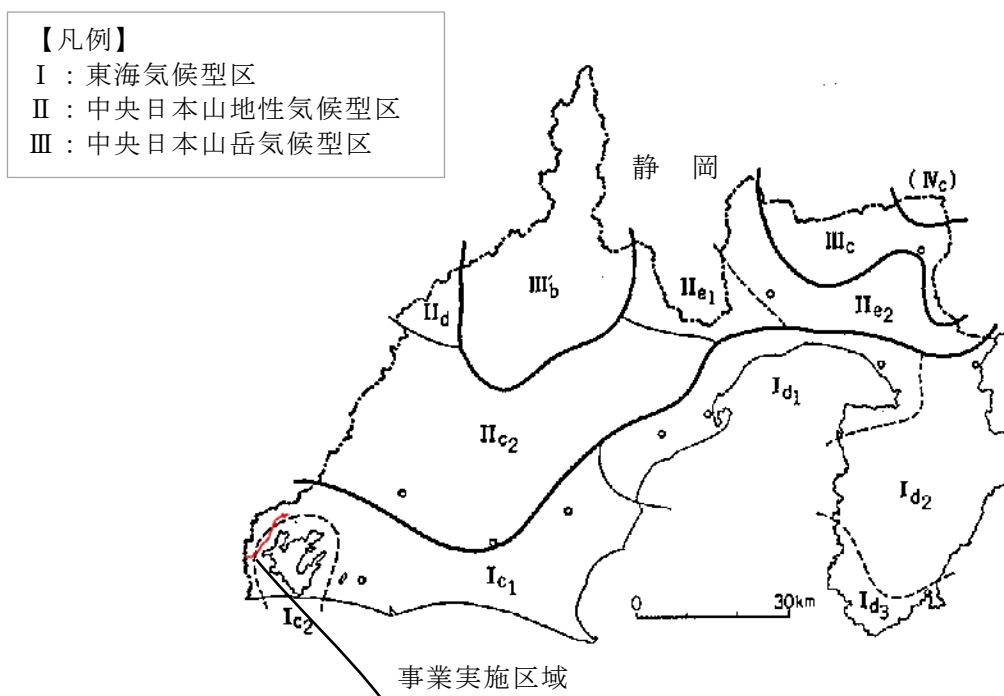 【凡例】
Ⅰ：東海気候型区
Ⅱ：中央日本山地性気候型区
Ⅲ：中央日本山岳気候型区
静 岡
(Ⅳc)
Ⅲc
Ⅲb
Ⅱe1
Ⅱd
Ⅱe2
Ⅰd1
Ⅱc2
Ⅰd2
Ⅰc1
0 30km
Ⅰd3
Ⅰc2
事業実施区域